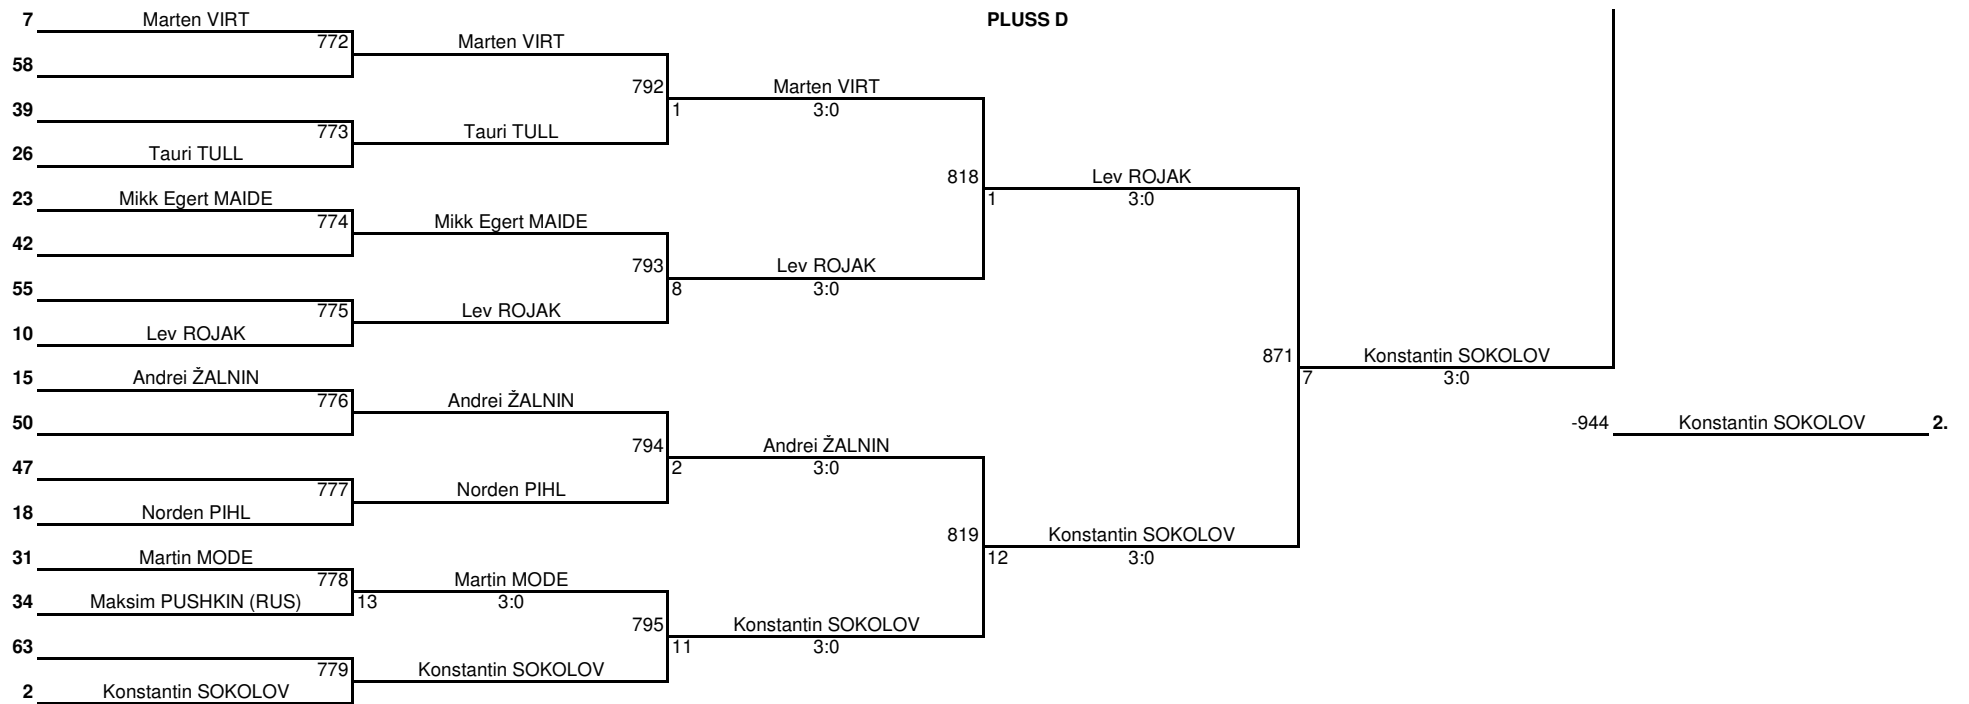 7 Marten VIRT PLUSS D
772 Marten VIRT
58
792 Marten VIRT
39 1 3:0
773 Tauri TULL
26 Tauri TULL
818 Lev ROJAK
23 Mikk Egert MAIDE 1 3:0
774 Mikk Egert MAIDE
42
793 Lev ROJAK
55 8 3:0
775 Lev ROJAK
10 Lev ROJAK
871 Konstantin SOKOLOV
15 Andrei ŽALNIN 7 3:0
776 Andrei ŽALNIN
50 -944 Konstantin SOKOLOV 2.
794 Andrei ŽALNIN
47 2 3:0
777 Norden PIHL
18 Norden PIHL
819 Konstantin SOKOLOV
31 Martin MODE 12 3:0
778 Martin MODE
34 Maksim PUSHKIN (RUS) 13 3:0
795 Konstantin SOKOLOV
63 11 3:0
779 Konstantin SOKOLOV
2 Konstantin SOKOLOV